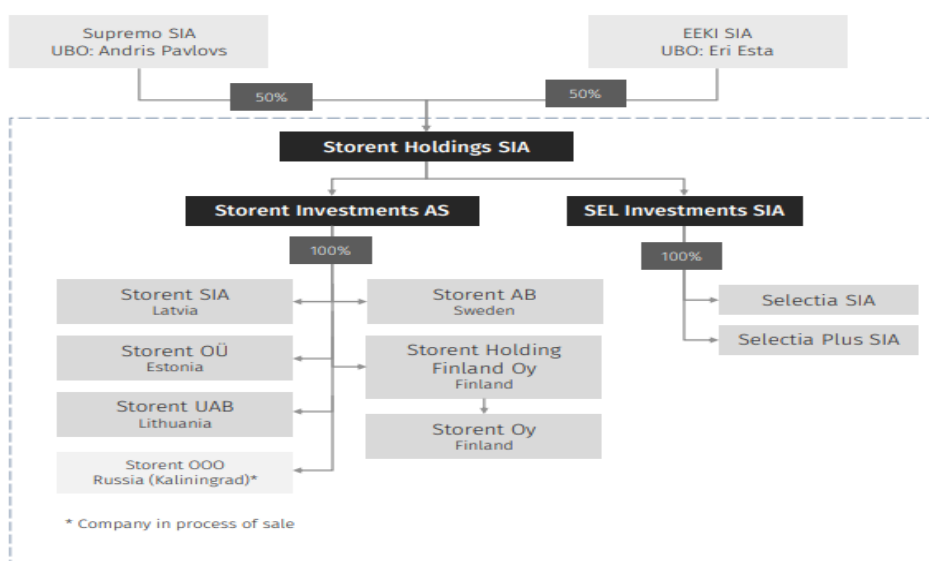 Supremo SIA
UBO: Andris Pavlovs
EEKI SIA
UBO: Eri Esta
50%
50%
Storent Holdings SIA
Storent Investments AS
SEL Investments SIA
100%
100%
Storent SIA
Latvia
Storent AB
Sweden
Selectia SIA
Storent OÜ
Estonia
Storent Holding
Finland Oy
Finland
Selectia Plus SIA
Storent UAB
Lithuania
Storent Oy
Finland
Storent OOO
Russia (Kaliningrad)*
* Company in process of sale